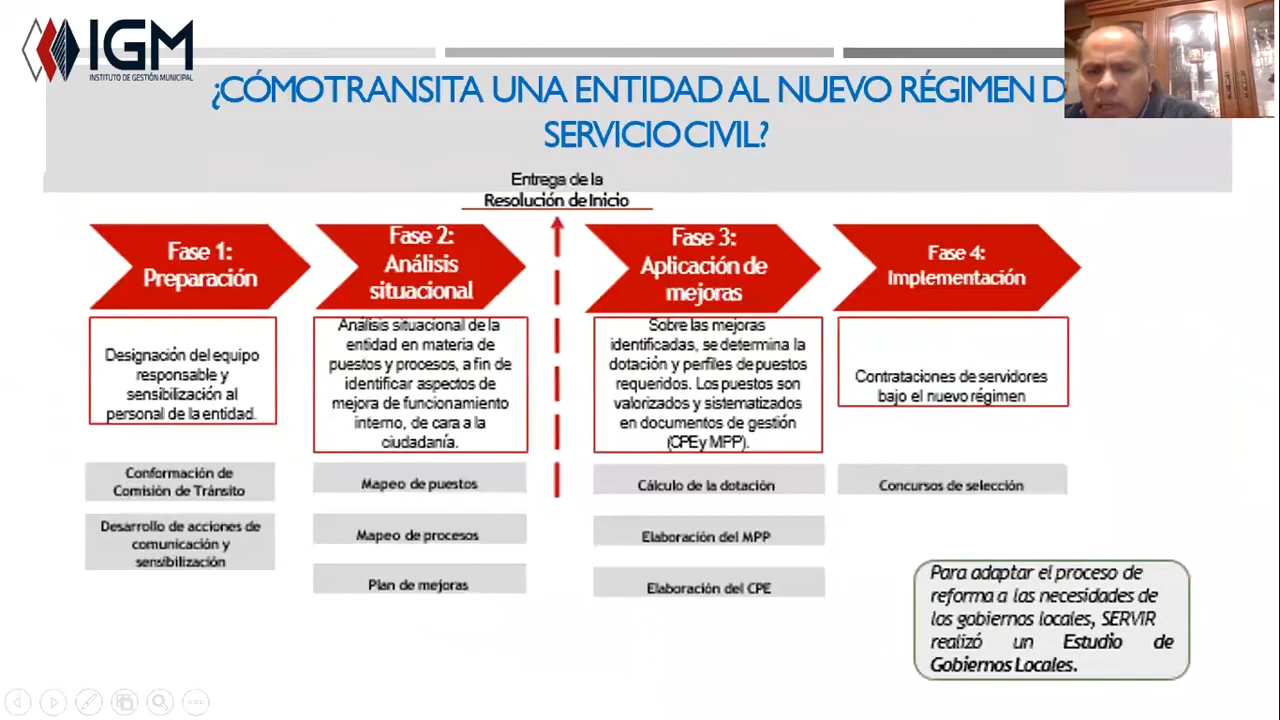 IGM
INSTITUTO DE GESTIÓN MUNICIPAL
¿CÓMO TRANSITA UNA ENTIDAD AL NUEVO RÉGIMEN D
SERVICIO CIVIL?
Entrega de la
Resolución de Inicio
Fase 1:
Preparación
Designación del equipo
responsable y
sensibilización al
personal de la entidad.
Conformación de
Comisión de Tránsito
Desarrollo de acciones de
comunicación y
sensibilización
Fase 2:
Análisis
situacional
Análisis situacional de la
entidad en materia de
puestos y procesos, a fin de
identificar aspectos de
mejora de funcionamiento
interno, de cara a la
ciudadanía.
Mapeo de puestos
Mapeo de procesos
Plan de mejoras
Fase 3:
Aplicación de
mejoras
Sobre las mejoras
identificadas, se determina la
dotación y perfiles de puestos
requeridos. Los puestos son
valorizados y sistematizados
en documentos de gestión
(CPE y MPP).
Cálculo de la dotación
Elaboración del MPP
Elaboración del CPE
Fase 4:
Implementación
Contrataciones de servidores
bajo el nuevo régimen
Concursos de selección
Para adaptar el proceso de
reforma a las necesidades de
los gobiernos locales, SERVIR
realizó un Estudio de
Gobiernos Locales.